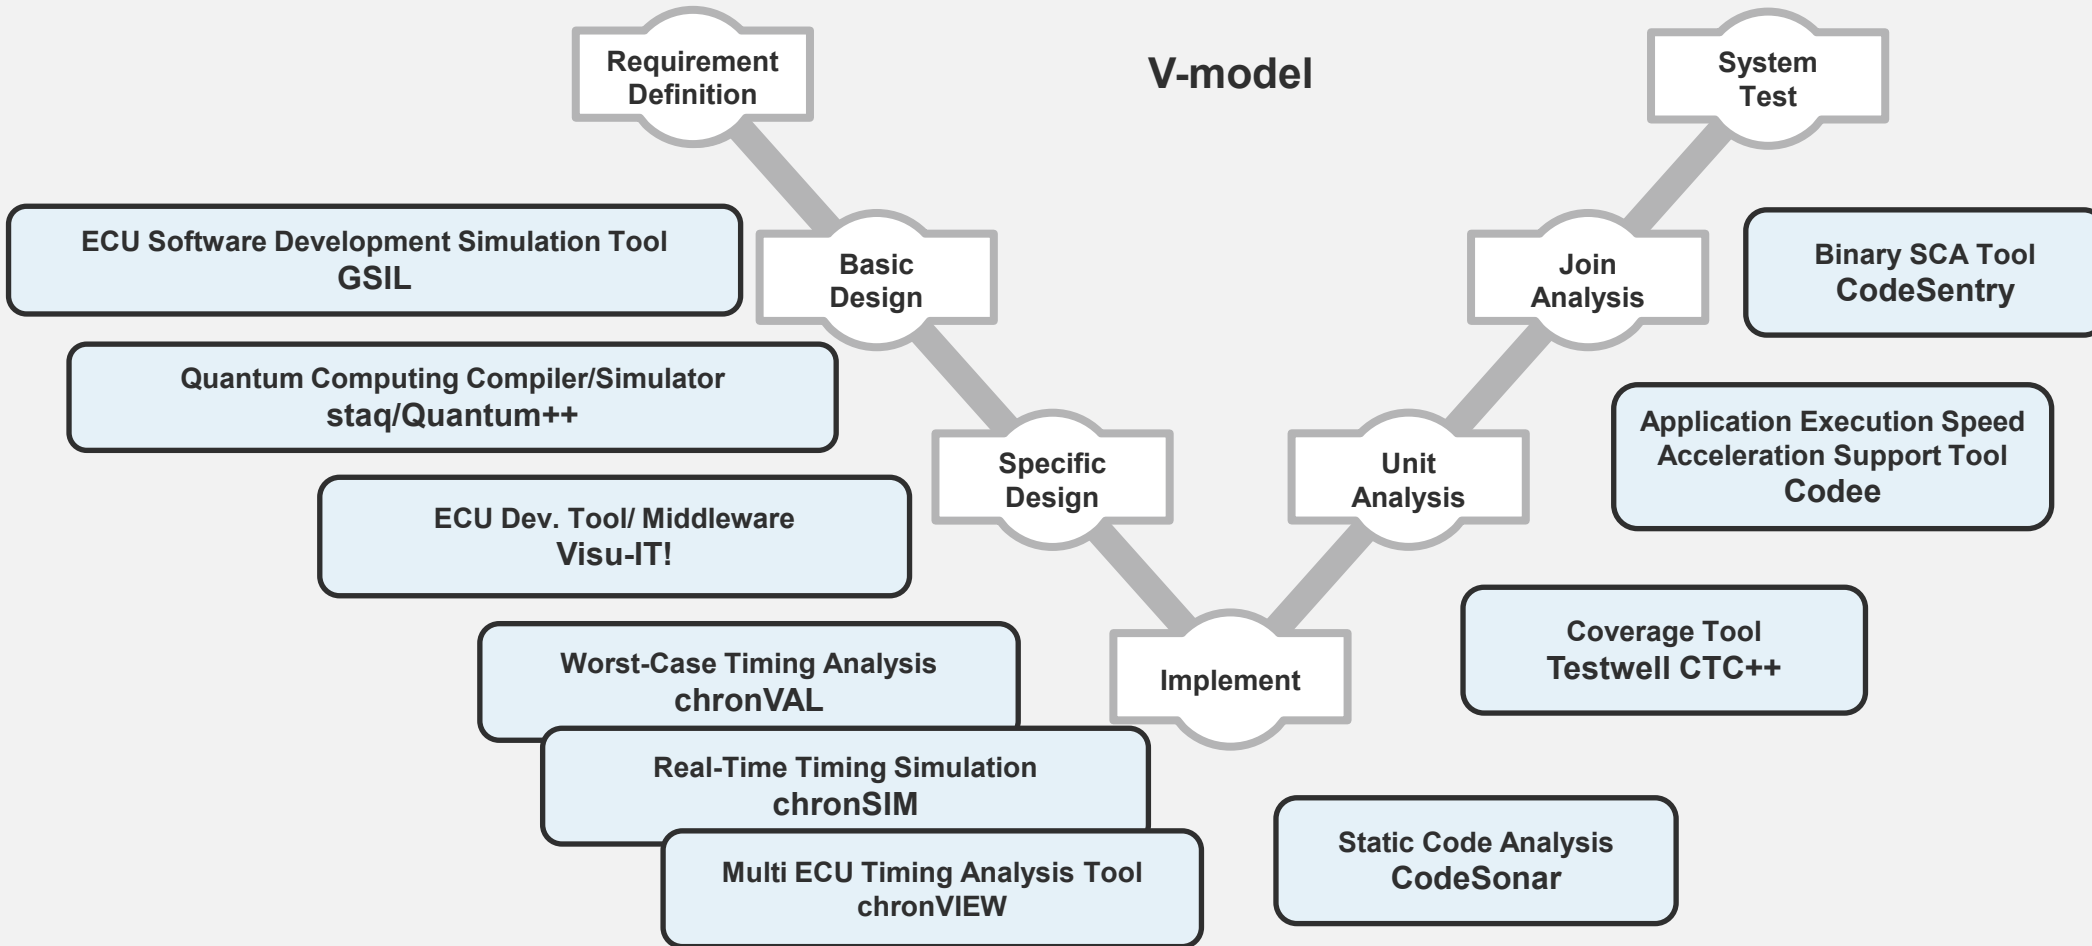 Requirement
Definition
V-model
System
Test
ECU Software Development Simulation Tool
GSIL
Basic
Design
Join
Analysis
Binary SCA Tool
CodeSentry
Quantum Computing Compiler/Simulator
staq/Quantum++
Application Execution Speed
Acceleration Support Tool
Codee
Specific
Design
Unit
Analysis
ECU Dev. Tool/ Middleware
Visu-IT!
Worst-Case Timing Analysis
chronVAL
Implement
Coverage Tool
Testwell CTC++
Real-Time Timing Simulation
chronSIM
Multi ECU Timing Analysis Tool
chronVIEW
Static Code Analysis
CodeSonar